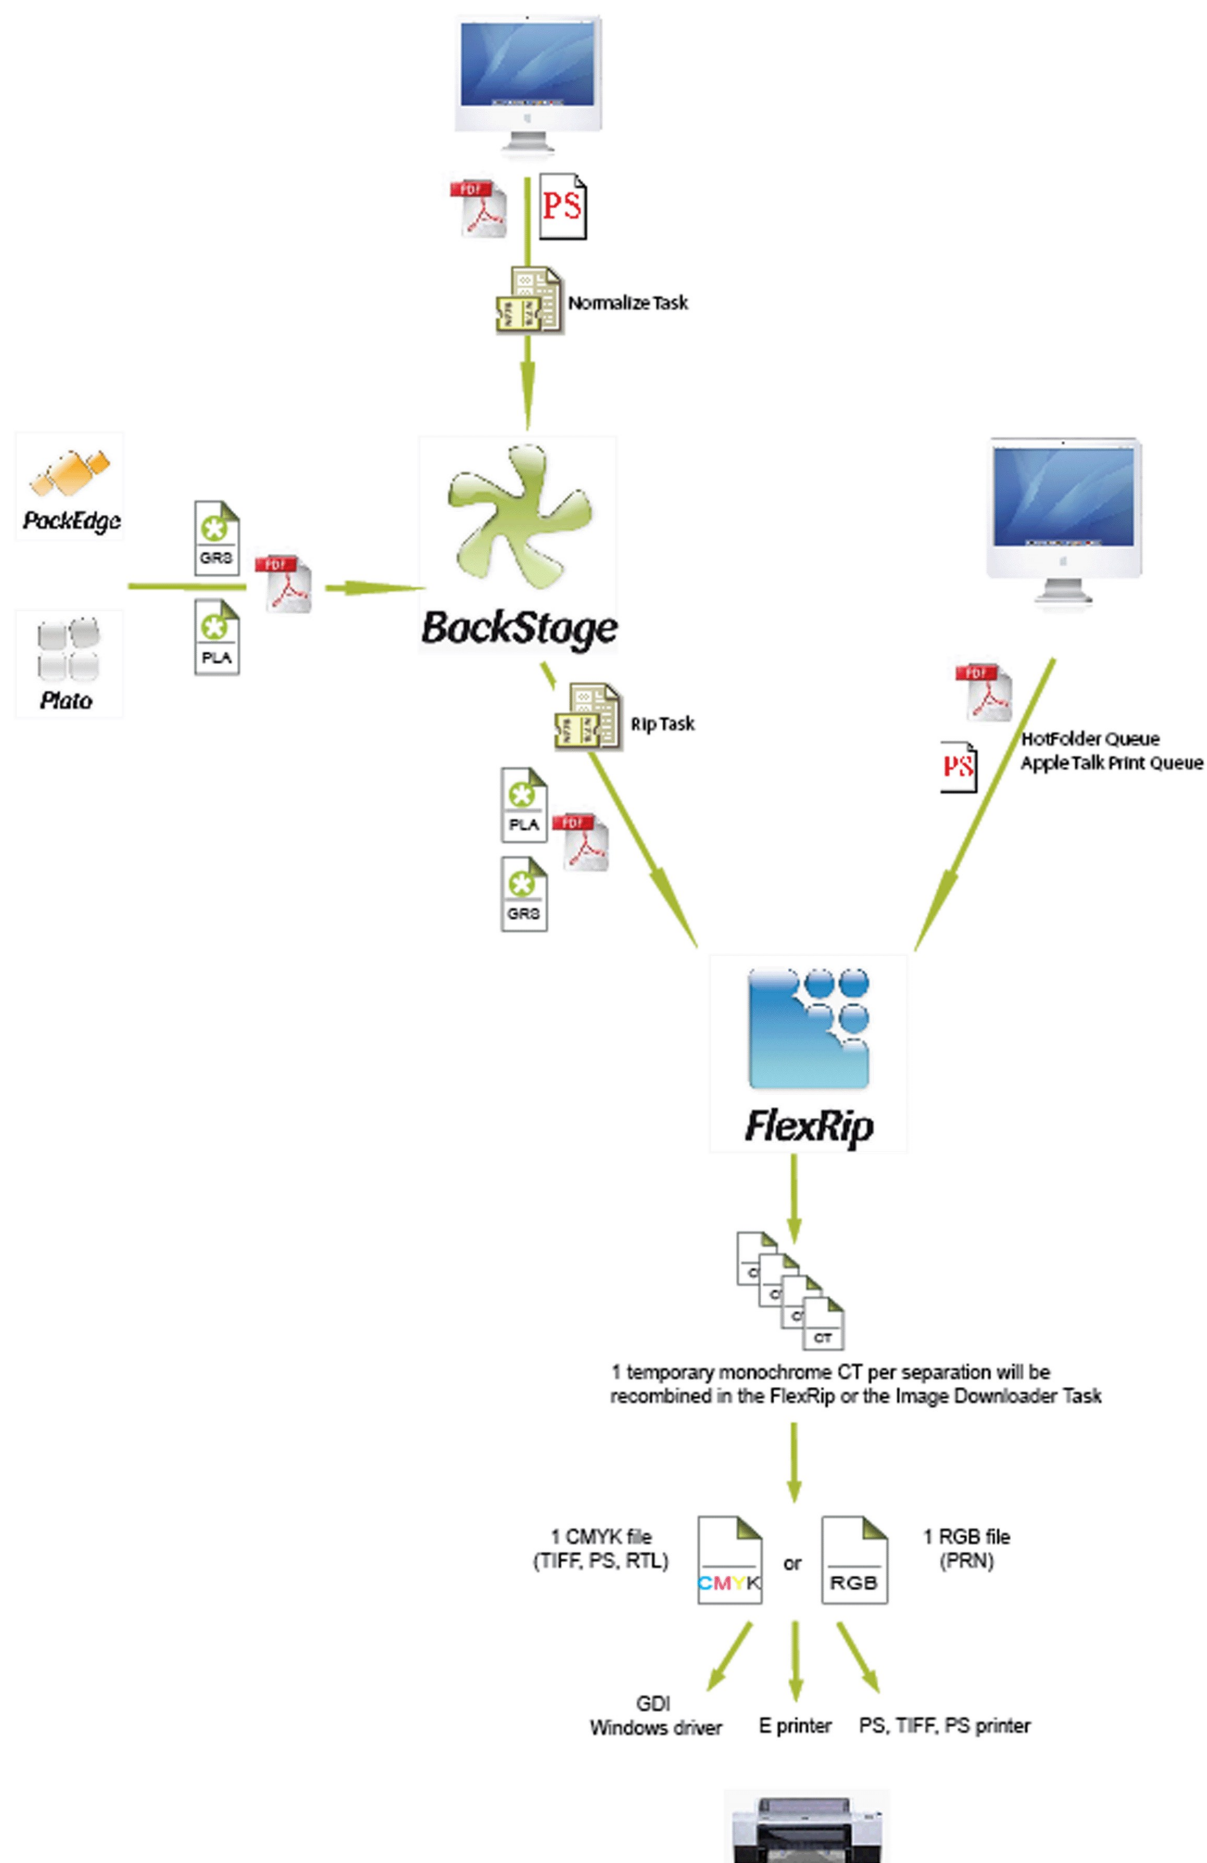 PDF
PS
Normalize Task
PackEdge
GRS
PDF
PLA
Plato
BackStage
Rip Task
PLA
PDF
GRS
PDF
PS
HotFolder Queue
Apple Talk Print Queue
FlexRip
CT
1 temporary monochrome CT per separation will be
recombined in the FlexRip or the Image Downloader Task
1 CMYK file
(TIFF, PS, RTL)
CMYK
or
RGB
1 RGB file
(PRN)
GDI
Windows driver
E printer
PS, TIFF, PS printer